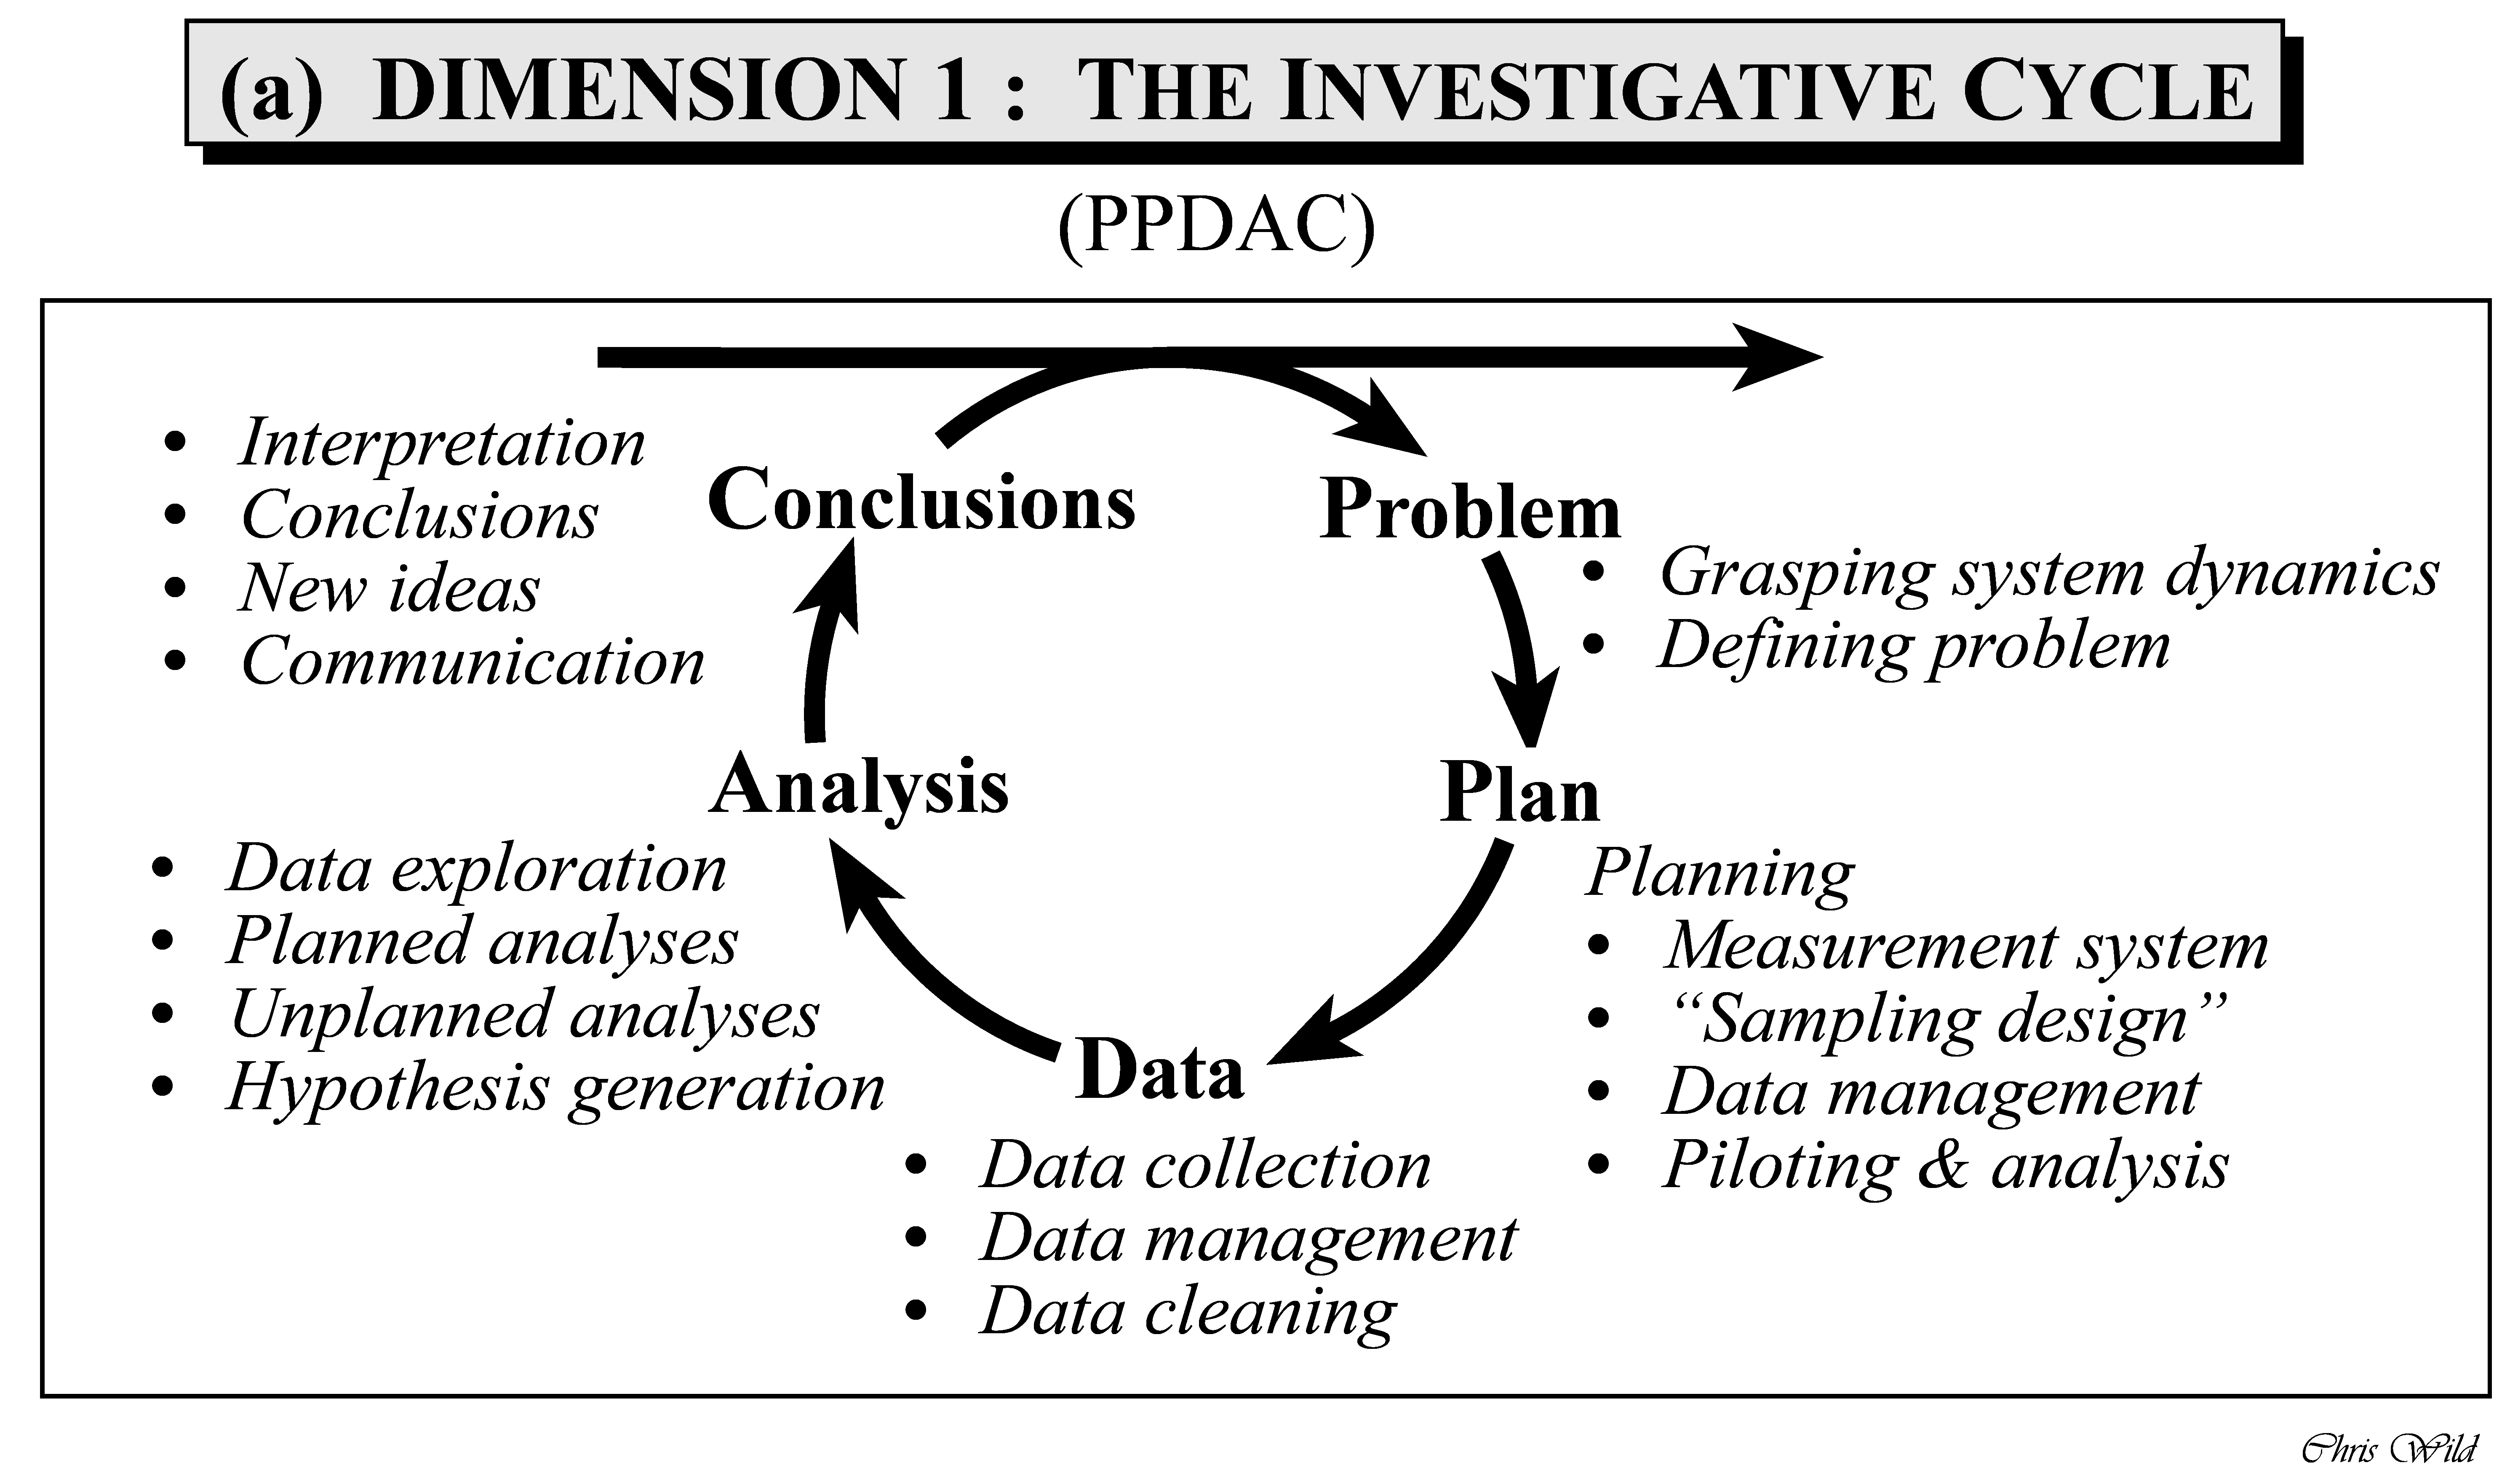 (a) DIMENSION 1 : THE INVESTIGATIVE CYCLE
(PPDAC)
• Interpretation
• Conclusions
• New ideas
• Communication
Conclusions
Problem
• Grasping system dynamics
• Defining problem
Analysis
Plan
• Data exploration
• Planned analyses
• Unplanned analyses
• Hypothesis generation
Planning
• Measurement system
• “Sampling design”
• Data management
• Piloting & analysis
Data
• Data collection
• Data management
• Data cleaning
Chris Wild